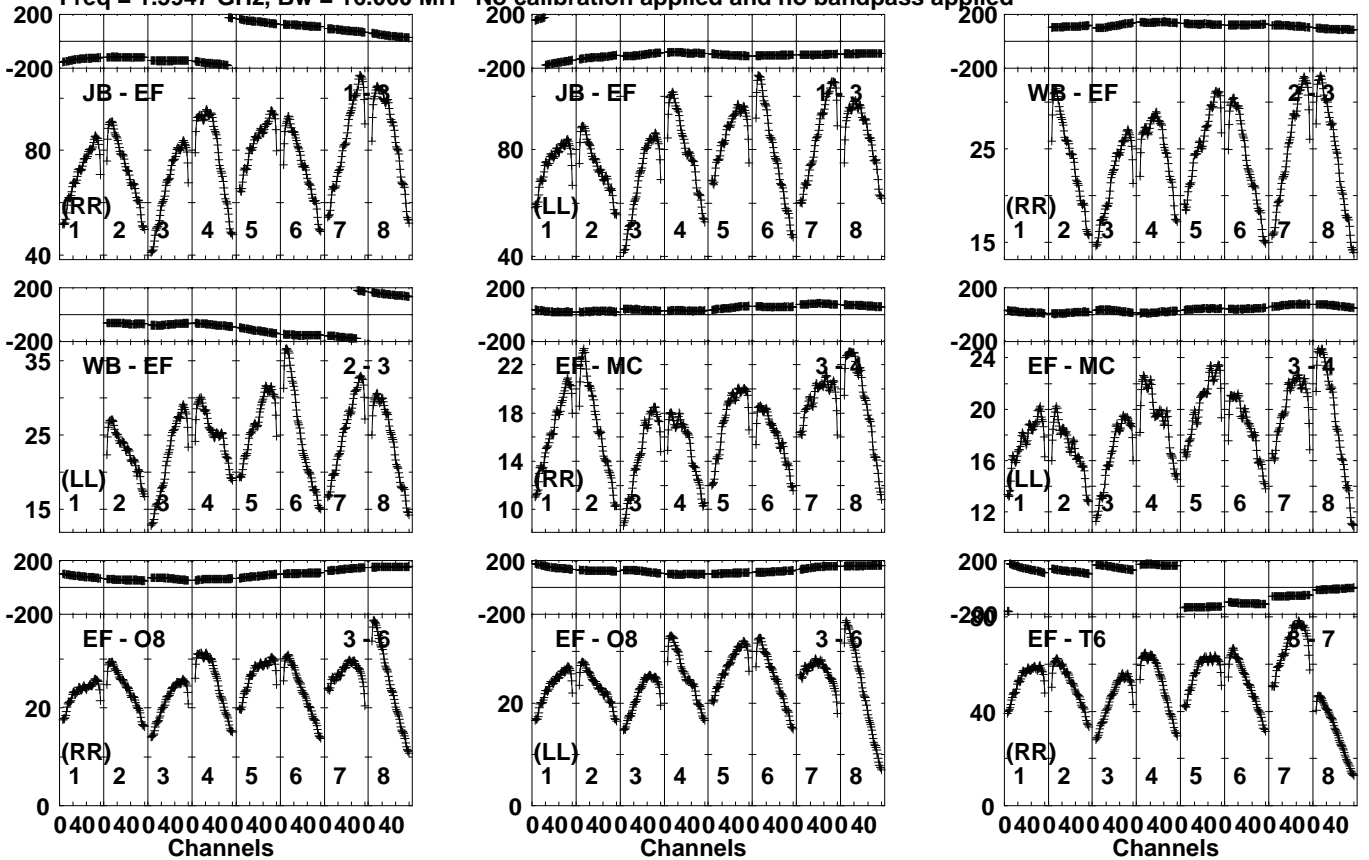 Freq = 1.5947 GHz, Bw = 16.000 MH No calibration applied and no bandpass applied
200
-200
JB - EF 1 - 3
80
40
(RR)
1 2 3 4 5 6 7 8
200
-200
JB - EF 1 - 3
80
40
(LL)
1 2 3 4 5 6 7 8
200
-200
WB - EF 2 - 3
25
15
(RR)
1 2 3 4 5 6 7 8
200
-200
WB - EF 2 - 3
35
25
15
(LL)
1 2 3 4 5 6 7 8
200
-200
EF - MC 3 - 4
22
18
14
10
(RR)
1 2 3 4 5 6 7 8
200
-200
EF - MC 3 - 4
24
20
16
12
(LL)
1 2 3 4 5 6 7 8
200
-200
EF - O8 3 - 6
20
0
(RR)
1 2 3 4 5 6 7 8
0 40 0 40 0 40 0 40 0 40 0 40 0 40 0 40
Channels
200
-200
EF - O8 3 - 6
20
0
(LL)
1 2 3 4 5 6 7 8
0 40 0 40 0 40 0 40 0 40 0 40 0 40 0 40
Channels
200
-200
80
EF - T6 3 - 7
40
0
(RR)
1 2 3 4 5 6 7 8
0 40 0 40 0 40 0 40 0 40 0 40 0 40 0 40
Channels